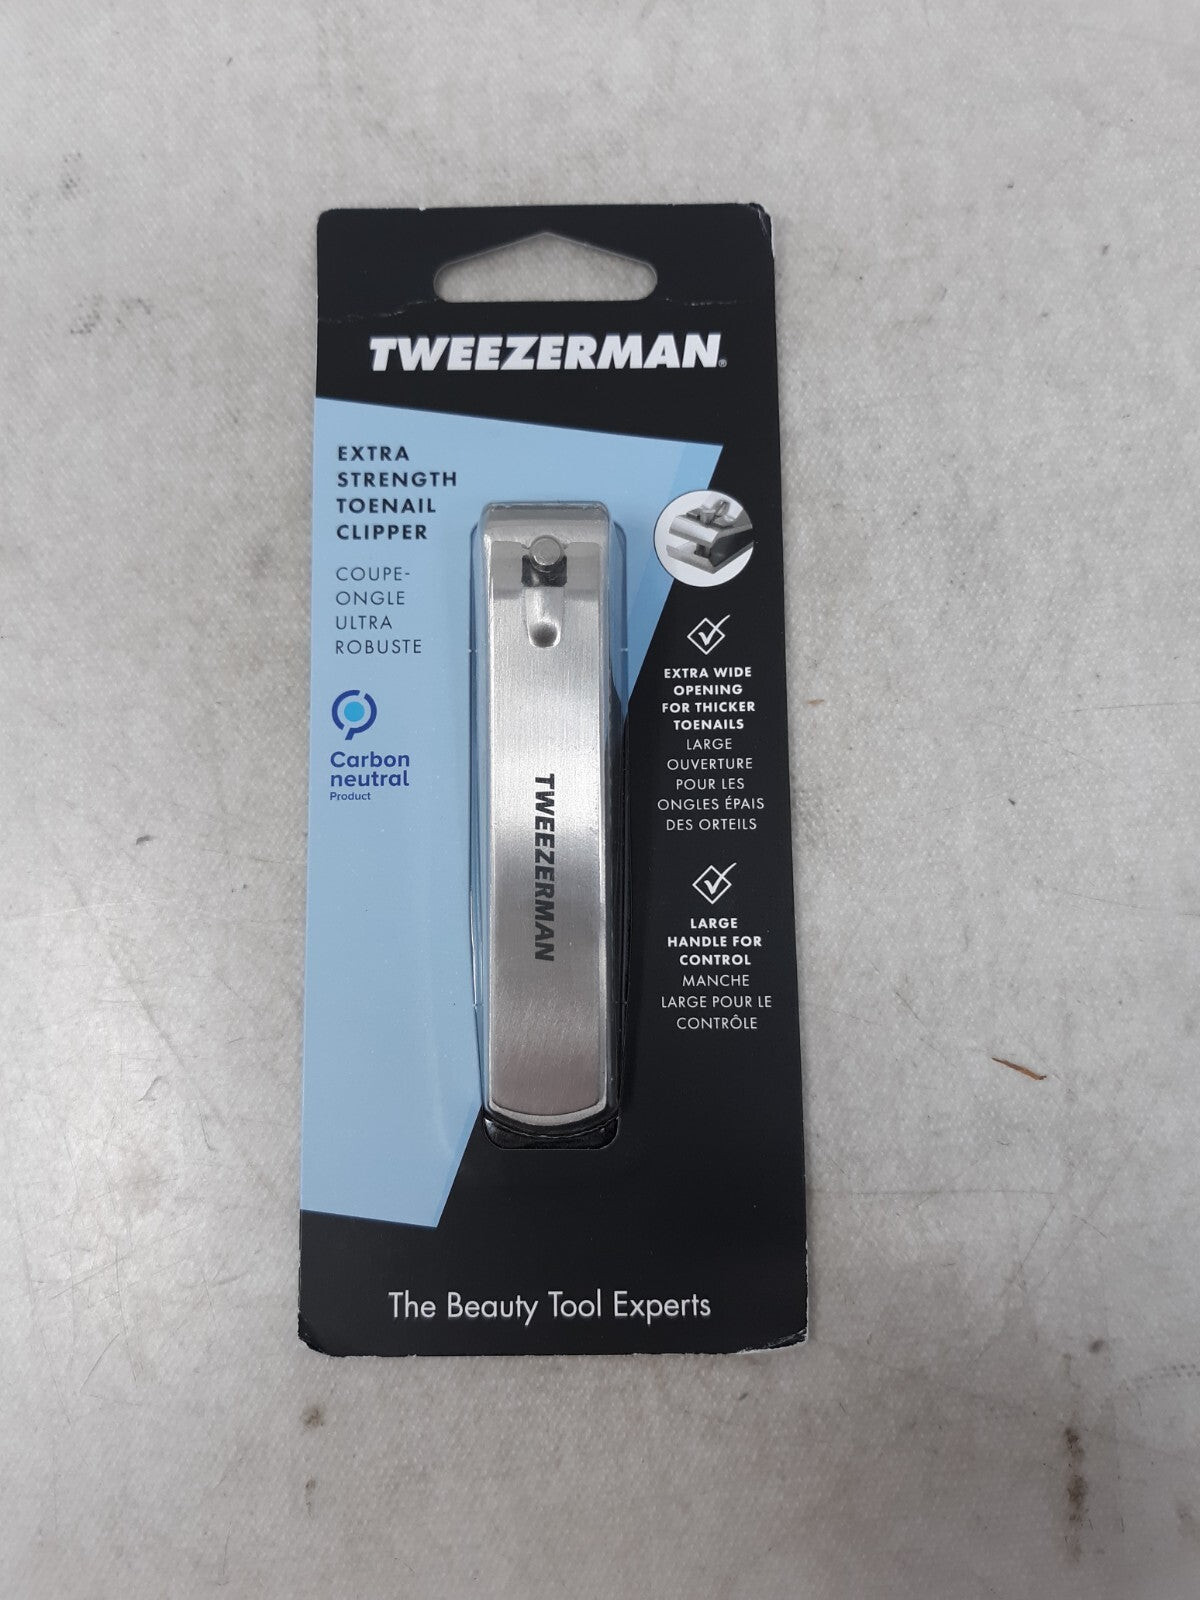 TWEEZERMAN®
EXTRA
STRENGTH
TOENAIL
CLIPPER
COUPE-
ONGLE
ULTRA
ROBUSTE
Carbon
neutral
Product
TWEEZERMAN
EXTRA WIDE
OPENING
FOR THICKER
TOENAILS
LARGE
OUVERTURE
POUR LES
ONGLES ÉPAIS
DES ORTEILS
LARGE
HANDLE FOR
CONTROL
MANCHE
LARGE POUR LE
CONTRÔLE
The Beauty Tool Experts